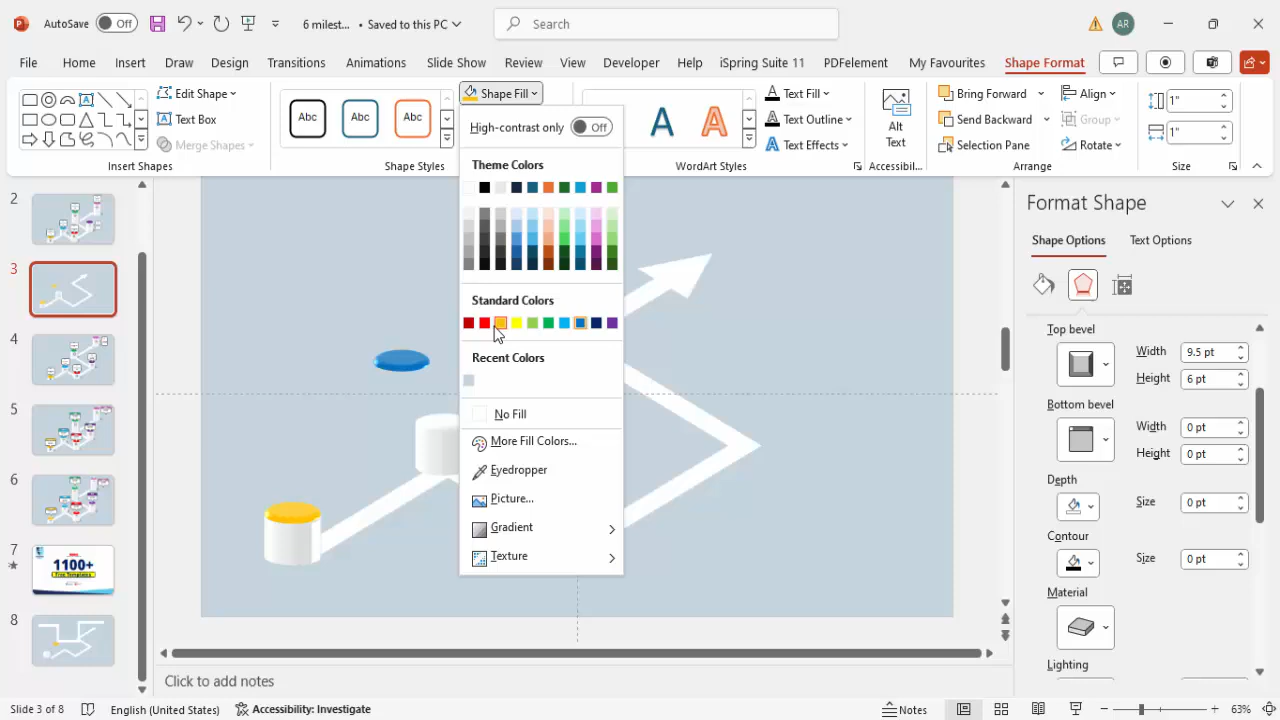 AutoSave Off 6 milest... • Saved to this PC Search AR
File Home Insert Draw Design Transitions Animations Slide Show Review View Developer Help iSpring Suite 11 PDFelement My Favourites Shape Format
Edit Shape
Text Box
Merge Shapes
Insert Shapes
Abc Abc Abc
Shape Styles
Shape Fill
A A
WordArt Styles
Text Fill
Text Outline
Text Effects
Alt Text
Accessibil...
Bring Forward
Send Backward
Selection Pane
Align
Group
Rotate
Arrange
1"
1"
Size
High-contrast only Off
Theme Colors
Standard Colors
Recent Colors
No Fill
More Fill Colors...
Eyedropper
Picture...
Gradient
Texture
2
3
4
5
6
7
1100+
8
Format Shape
Shape Options Text Options
Top bevel
Width 9.5 pt
Height 6 pt
Bottom bevel
Width 0 pt
Height 0 pt
Depth
Size 0 pt
Contour
Size 0 pt
Material
Lighting
Click to add notes
Slide 3 of 8 English (United States) Accessibility: Investigate Notes 63%